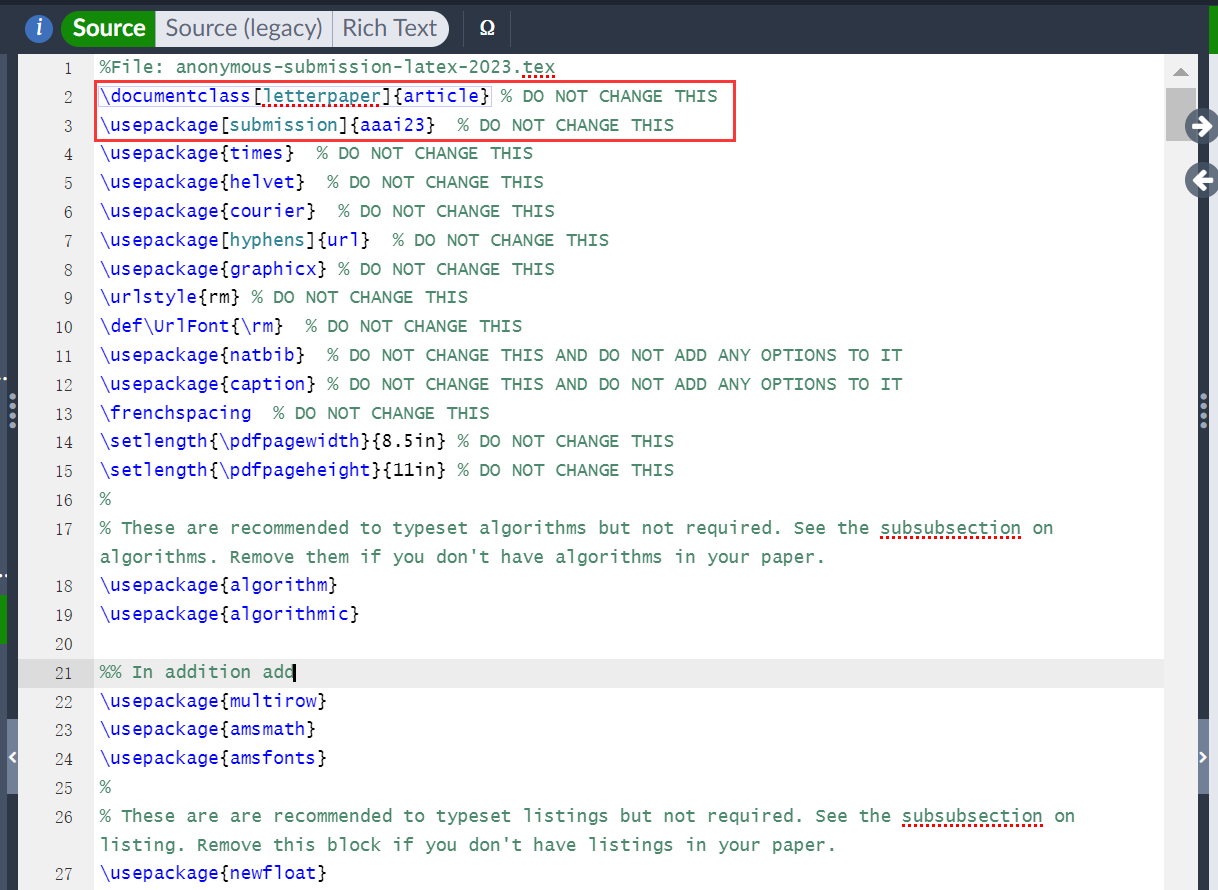 i Source Source (legacy) Rich Text Ω
1 %File: anonymous-submission-latex-2023.tex
2 \documentclass[letterpaper]{article} % DO NOT CHANGE THIS
3 \usepackage[submission]{aaai23}  % DO NOT CHANGE THIS
4 \usepackage{times}  % DO NOT CHANGE THIS
5 \usepackage{helvet}  % DO NOT CHANGE THIS
6 \usepackage{courier}  % DO NOT CHANGE THIS
7 \usepackage[hyphens]{url}  % DO NOT CHANGE THIS
8 \usepackage{graphicx} % DO NOT CHANGE THIS
9 \urlstyle{rm} % DO NOT CHANGE THIS
10 \def\UrlFont{\rm}  % DO NOT CHANGE THIS
11 \usepackage{natbib}  % DO NOT CHANGE THIS AND DO NOT ADD ANY OPTIONS TO IT
12 \usepackage{caption} % DO NOT CHANGE THIS AND DO NOT ADD ANY OPTIONS TO IT
13 \frenchspacing  % DO NOT CHANGE THIS
14 \setlength{\pdfpagewidth}{8.5in} % DO NOT CHANGE THIS
15 \setlength{\pdfpageheight}{11in} % DO NOT CHANGE THIS
16 %
17 % These are recommended to typeset algorithms but not required. See the subsubsection on
algorithms. Remove them if you don't have algorithms in your paper.
18 \usepackage{algorithm}
19 \usepackage{algorithmic}
20
21 %% In addition add
22 \usepackage{multirow}
23 \usepackage{amsmath}
24 \usepackage{amsfonts}
25 %
26 % These are are recommended to typeset listings but not required. See the subsubsection on
listing. Remove this block if you don't have listings in your paper.
27 \usepackage{newfloat}